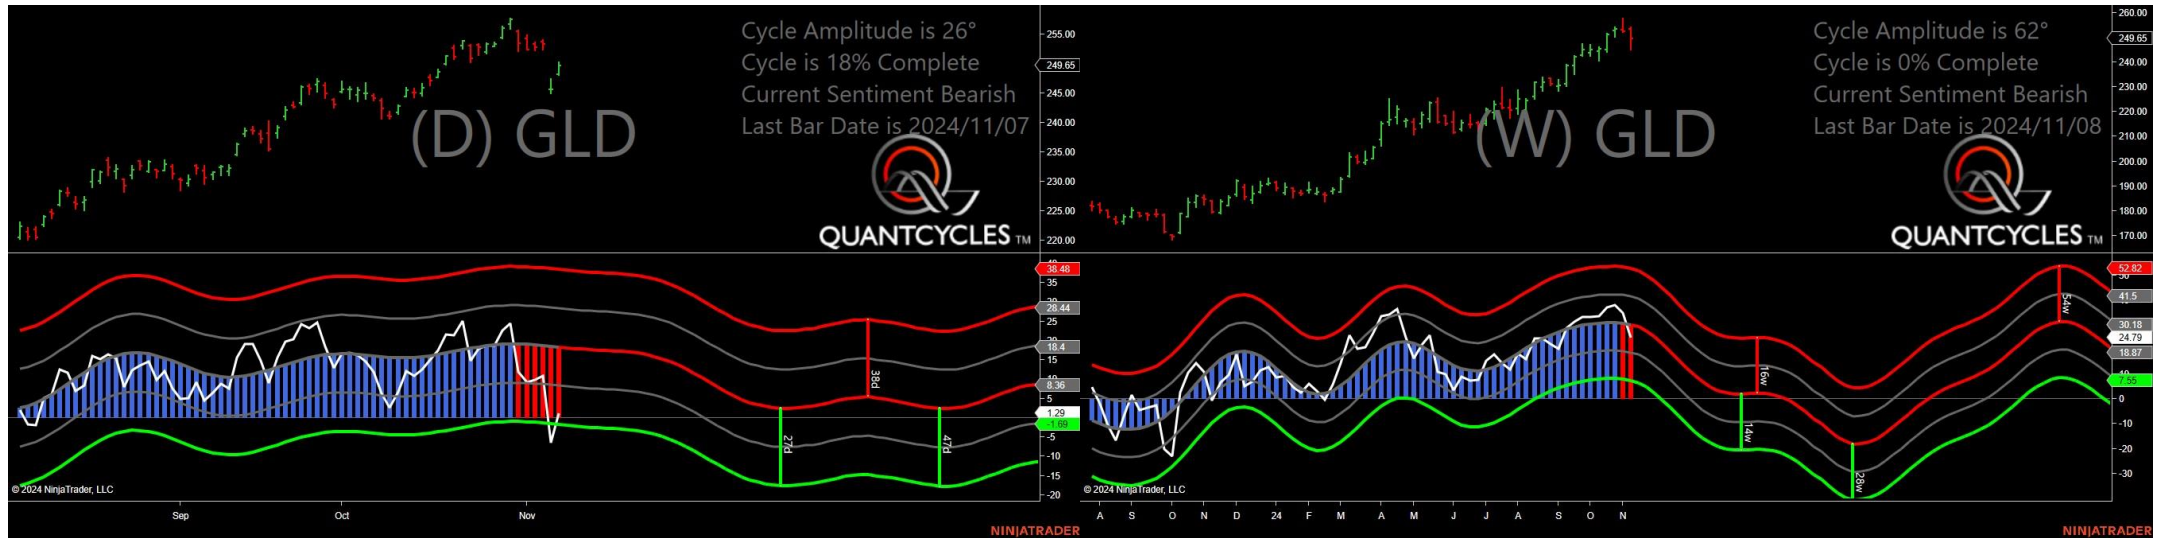 Cycle Amplitude is 26°
Cycle is 18% Complete
Current Sentiment Bearish
Last Bar Date is 2024/11/07
(D) GLD
QUANTCYCLES TM
255.00
249.65
245.00
240.00
235.00
230.00
225.00
220.00
38.48
35
28.44
25
18.4
15
8.36
5
1.29
-1.69
-5
-10
-15
-20
38d
27d
47d
© 2024 NinjaTrader, LLC
Sep Oct Nov
NINJATRADER
Cycle Amplitude is 62°
Cycle is 0% Complete
Current Sentiment Bearish
Last Bar Date is 2024/11/08
(W) GLD
QUANTCYCLES TM
260.00
249.65
240.00
230.00
220.00
210.00
200.00
190.00
180.00
170.00
52.82
50
41.5
30.18
24.79
18.87
7.55
0
-10
-20
-30
54w
16w
14w
28w
© 2024 NinjaTrader, LLC
A S O N D 24 F M A M J J A S O N
NINJATRADER